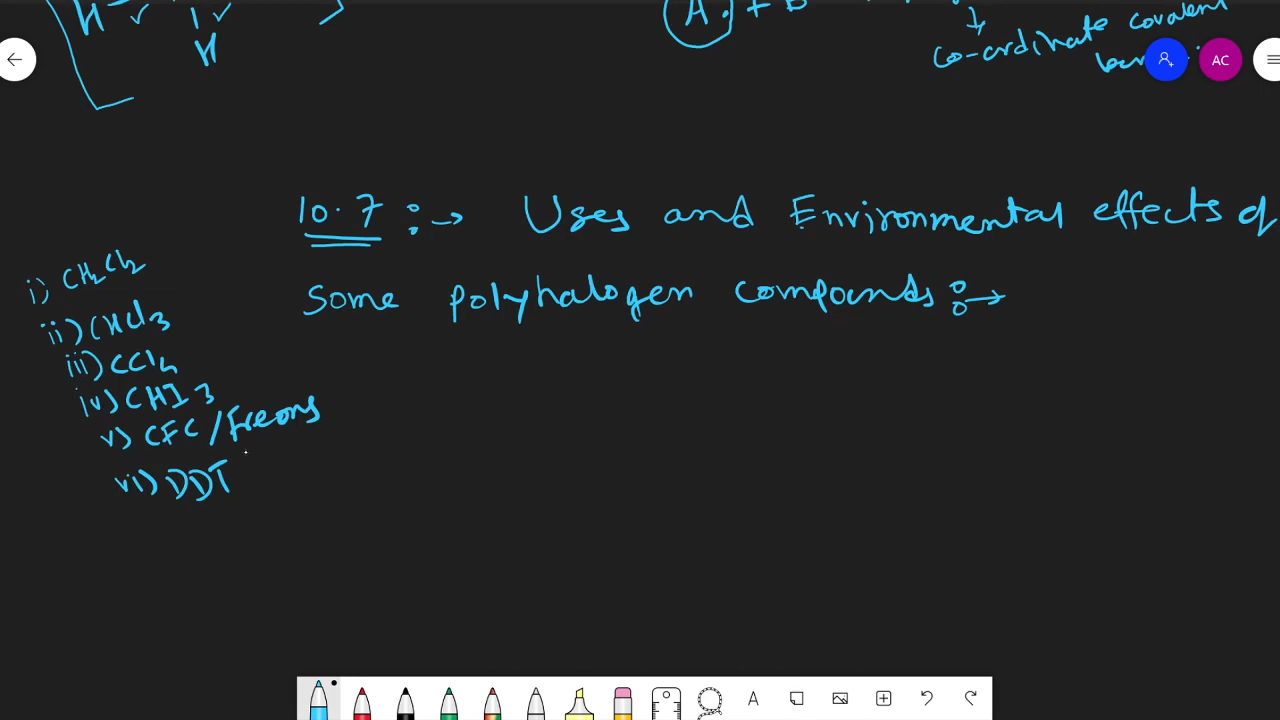 H ✓ 1 ✓
H
A. + B
co-ordinate covalent
AC
10.7 :→ Uses and Environmental effects of
some polyhalogen compounds :→
i) CH2Cl2
ii) CHCl3
iii) CCl4
iv) CHI3
v) CFC/Freons
vi) DDT
A